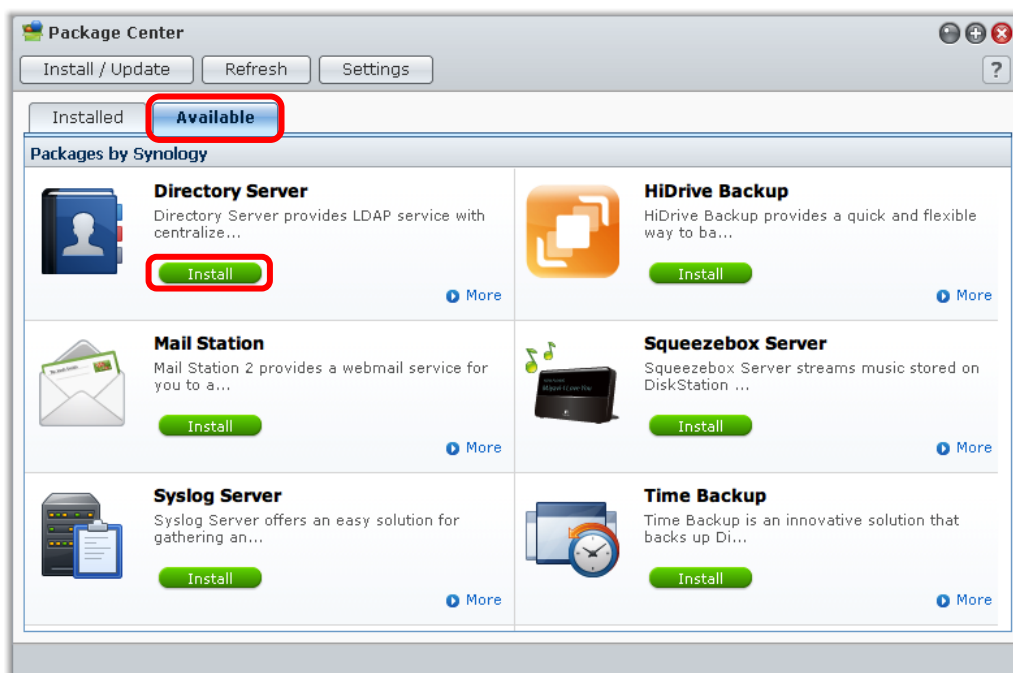 Package Center
Install / Update Refresh Settings ?
Installed Available
Packages by Synology
Directory Server
Directory Server provides LDAP service with
centralize...
Install
More
HiDrive Backup
HiDrive Backup provides a quick and flexible
way to ba...
Install
More
Mail Station
Mail Station 2 provides a webmail service for
you to a...
Install
More
Squeezebox Server
Squeezebox Server streams music stored on
DiskStation ...
Install
More
Syslog Server
Syslog Server offers an easy solution for
gathering an...
Install
More
Time Backup
Time Backup is an innovative solution that
backs up Di...
Install
More